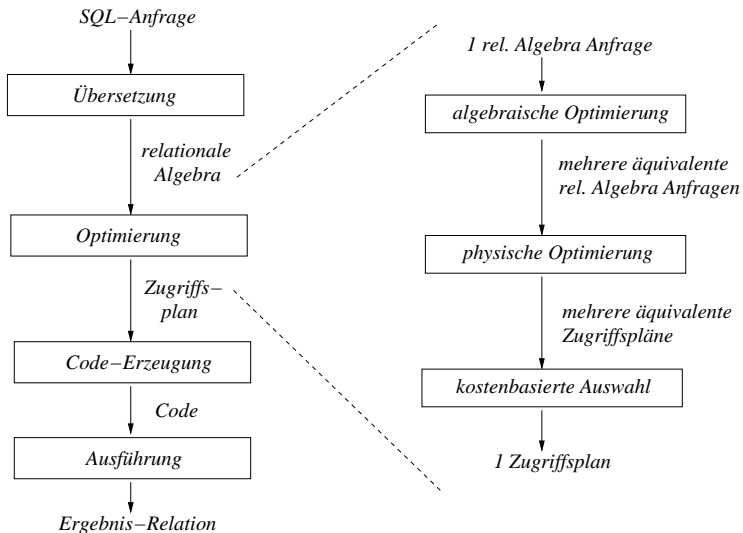 SQL−Anfrage
Übersetzung
relationale
Algebra
Optimierung
Zugriffs−
plan
Code−Erzeugung
Code
Ausführung
Ergebnis−Relation
1 rel. Algebra Anfrage
algebraische Optimierung
mehrere äquivalente
rel. Algebra Anfragen
physische Optimierung
mehrere äquivalente
Zugriffspläne
kostenbasierte Auswahl
1 Zugriffsplan